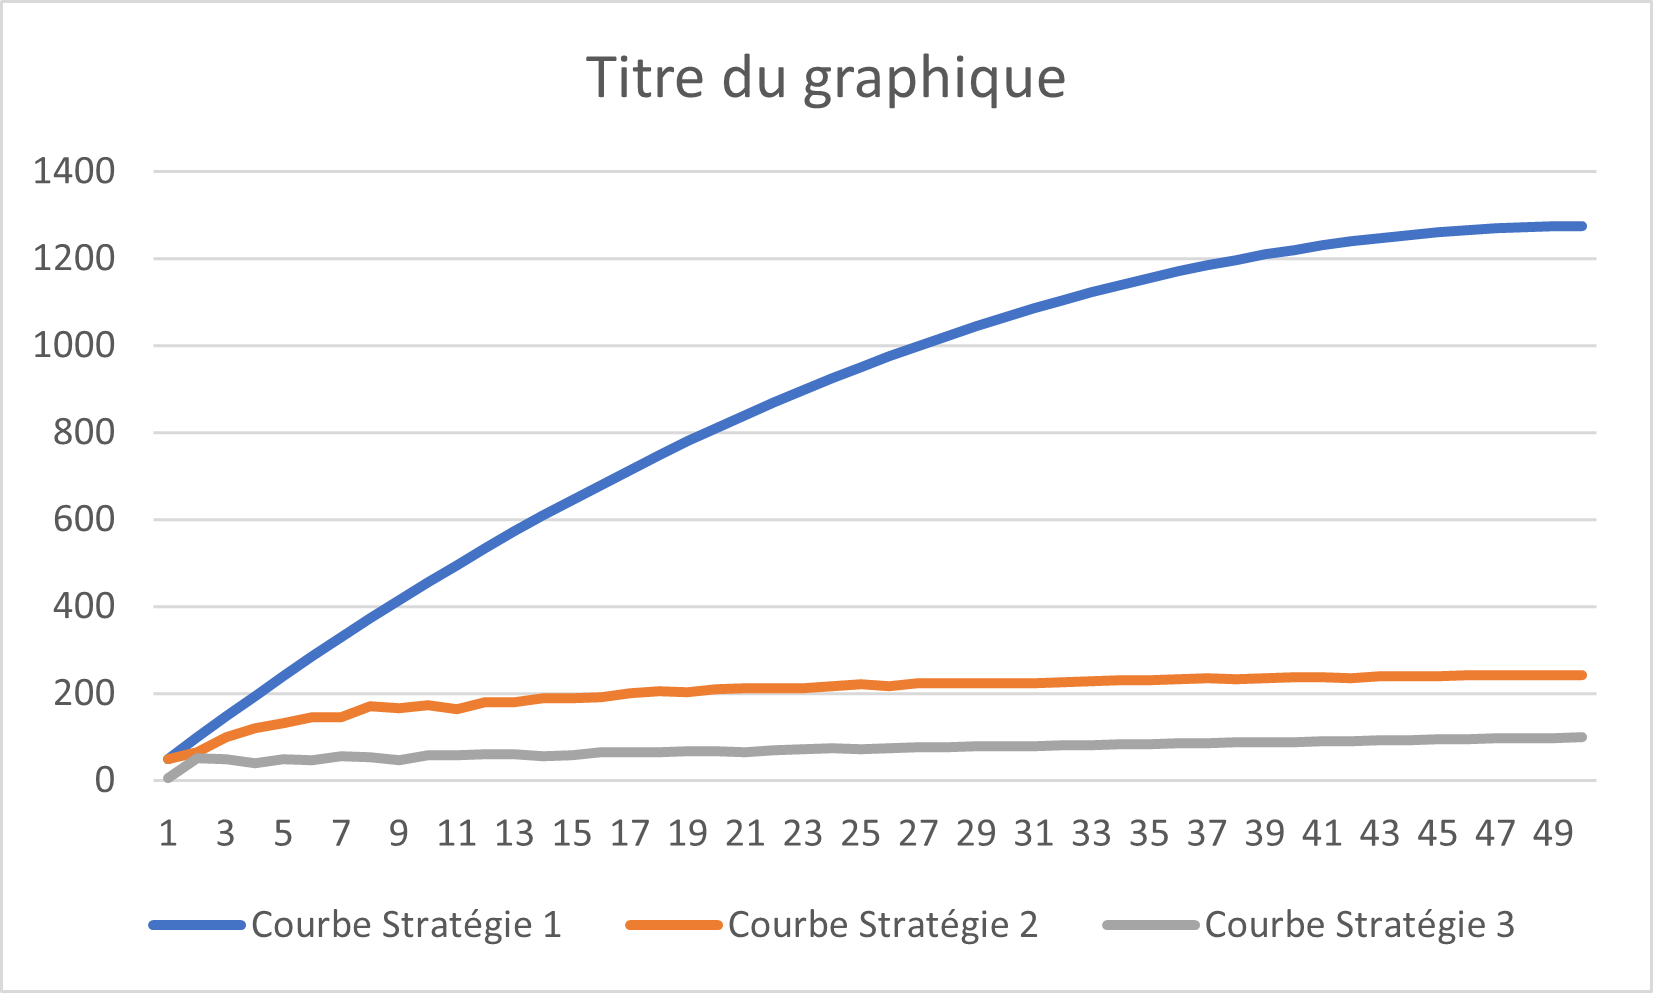 Titre du graphique
1400
1200
1000
800
600
400
200
0
1 3 5 7 9 11 13 15 17 19 21 23 25 27 29 31 33 35 37 39 41 43 45 47 49
Courbe Stratégie 1 Courbe Stratégie 2 Courbe Stratégie 3